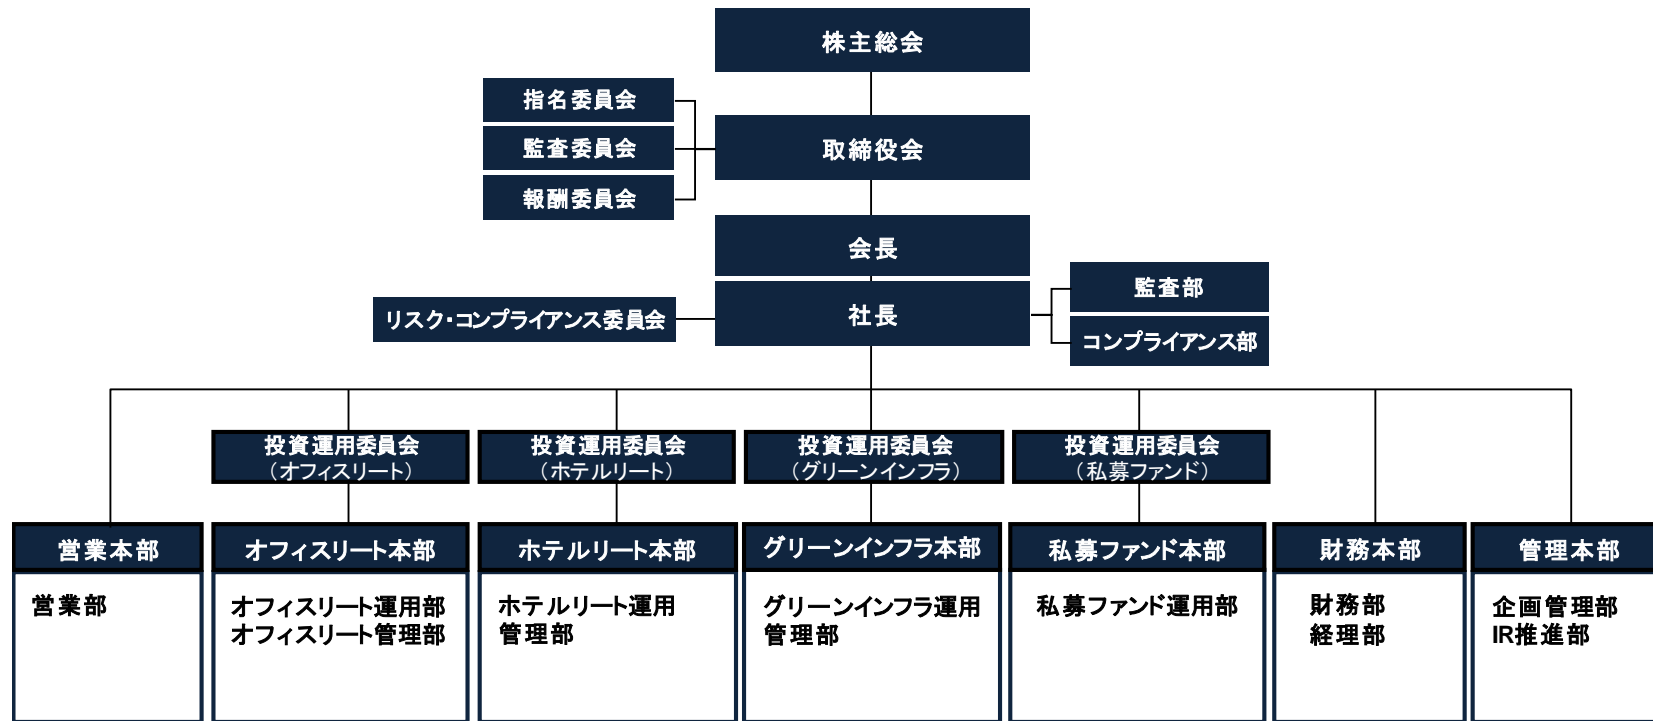 株主総会
指名委員会
監査委員会
報酬委員会
取締役会
会長
社長
リスク・コンプライアンス委員会
監査部
コンプライアンス部
投資運用委員会
（オフィスリート）
投資運用委員会
（ホテルリート）
投資運用委員会
（グリーンインフラ）
投資運用委員会
（私募ファンド）
営業本部
営業部
オフィスリート本部
オフィスリート運用部
オフィスリート管理部
ホテルリート本部
ホテルリート運用
管理部
グリーンインフラ本部
グリーンインフラ運用
管理部
私募ファンド本部
私募ファンド運用部
財務本部
財務部
経理部
管理本部
企画管理部
IR推進部